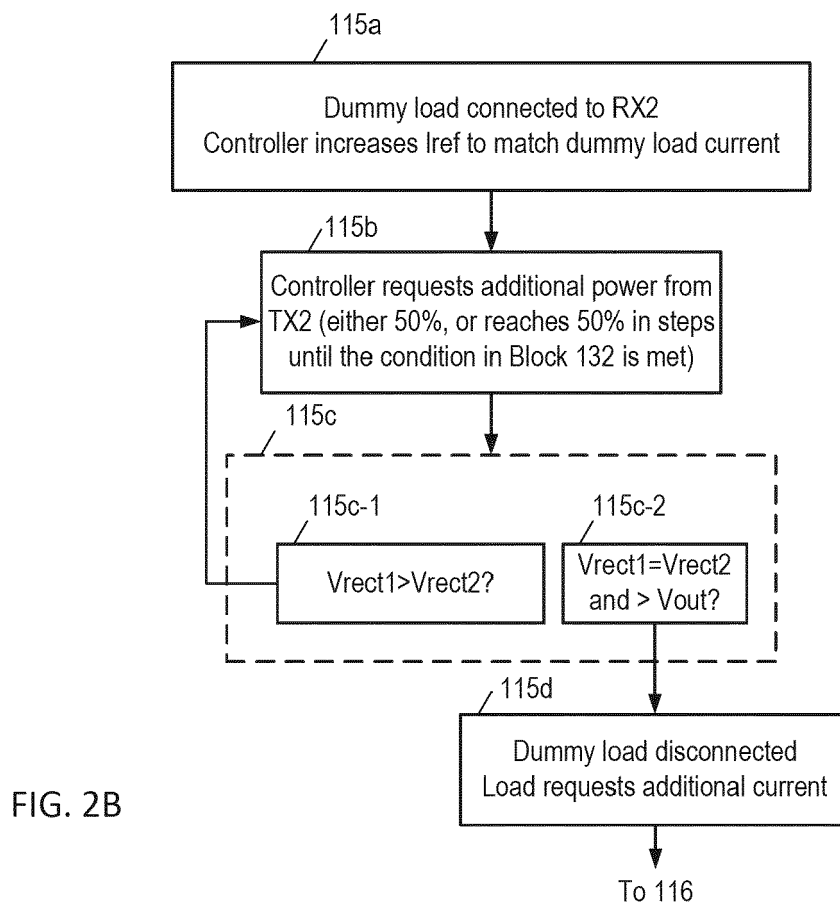 115a
Dummy load connected to RX2
Controller increases Iref to match dummy load current
115b
Controller requests additional power from
TX2 (either 50%, or reaches 50% in steps
until the condition in Block 132 is met)
115c
115c-1
Vrect1>Vrect2?
115c-2
Vrect1=Vrect2
and > Vout?
115d
Dummy load disconnected
Load requests additional current
FIG. 2B
To 116